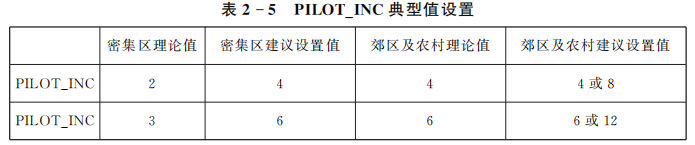 表 2-5 PILOT_INC 典型值设置
密集区理论值 密集区建议设置值 郊区及农村理论值 郊区及农村建议设置值
PILOT_INC 2 4 4 4 或 8
PILOT_INC 3 6 6 6 或 12